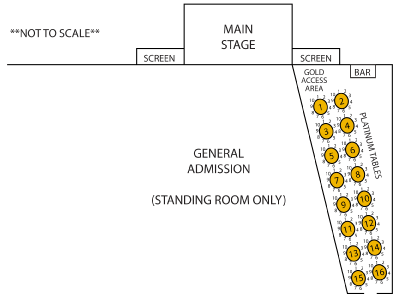 **NOT TO SCALE**
MAIN
STAGE
SCREEN
SCREEN
GOLD
ACCESS
AREA
BAR
PLATINUM TABLES
GENERAL
ADMISSION
(STANDING ROOM ONLY)
1
2
3
4
5
6
7
8
9
10
11
12
13
14
15
16